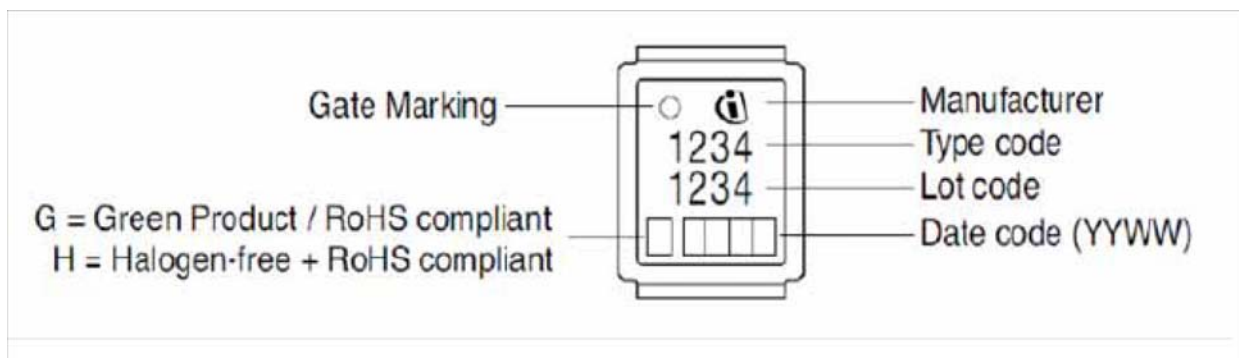 Gate Marking
Manufacturer
1234
Type code
1234
Lot code
G = Green Product / RoHS compliant
H = Halogen-free + RoHS compliant
Date code (YYWW)